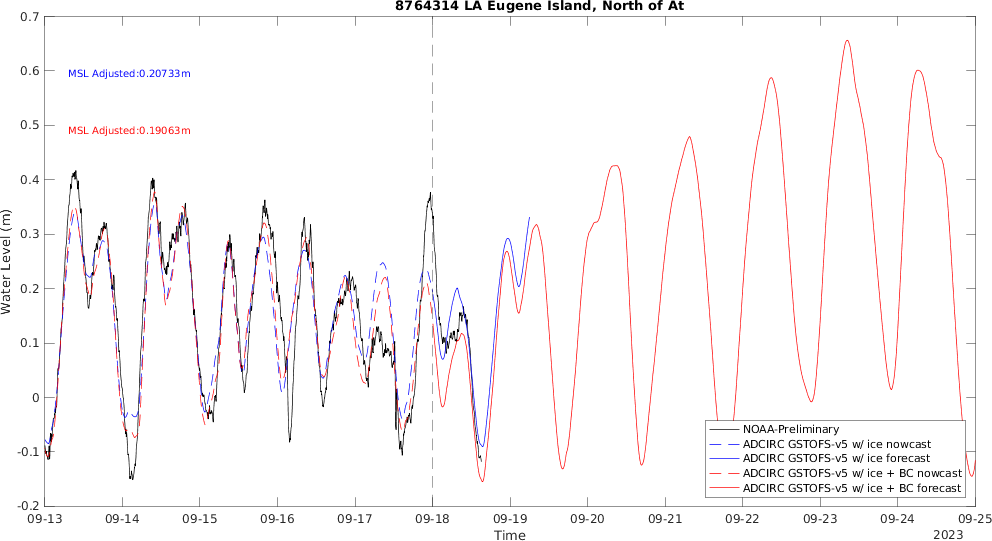 8764314 LA Eugene Island, North of At
0.7
0.6
0.5
0.4
0.3
0.2
0.1
0
-0.1
-0.2
Water Level (m)
MSL Adjusted:0.20733m
MSL Adjusted:0.19063m
NOAA-Preliminary
ADCIRC GSTOFS-v5 w/ ice nowcast
ADCIRC GSTOFS-v5 w/ ice forecast
ADCIRC GSTOFS-v5 w/ ice + BC nowcast
ADCIRC GSTOFS-v5 w/ ice + BC forecast
09-13 09-14 09-15 09-16 09-17 09-18 09-19 09-20 09-21 09-22 09-23 09-24 09-25
Time
2023